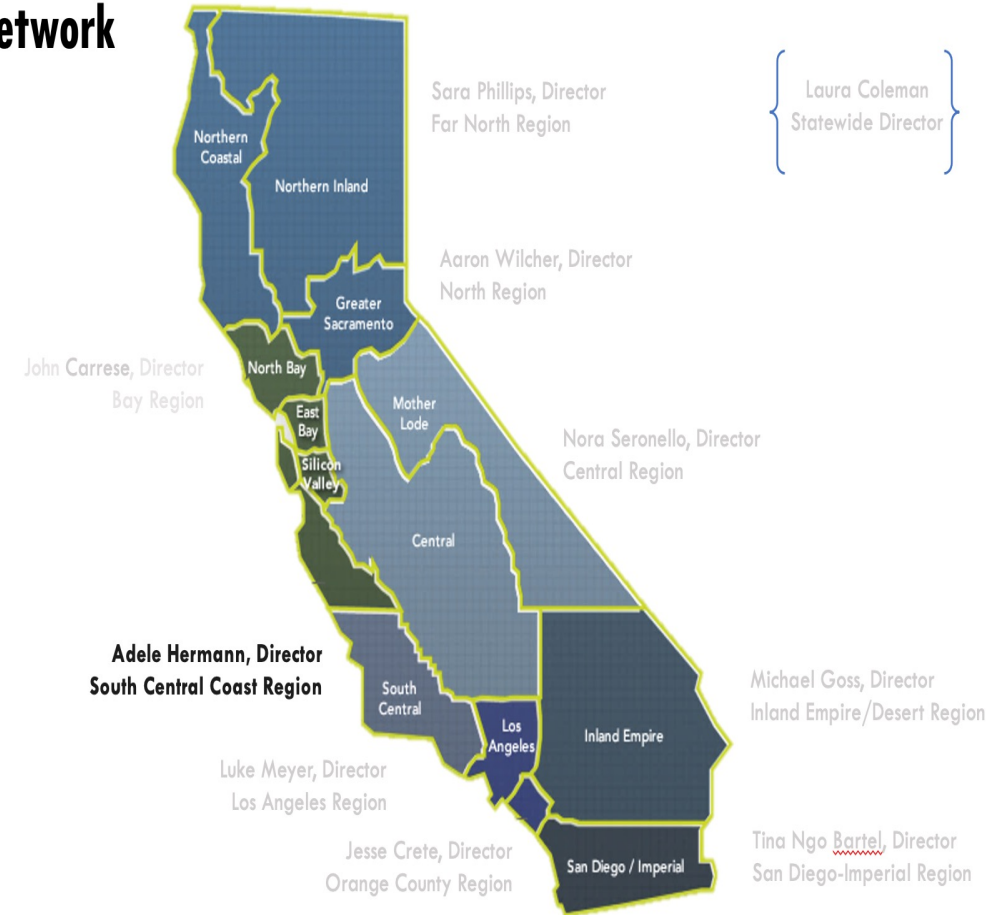 etwork
Sara Phillips, Director
Far North Region
Laura Coleman
Statewide Director
Northern
Coastal
Northern Inland
Aaron Wilcher, Director
North Region
Greater
Sacramento
John Carrese, Director
Bay Region
North Bay
East
Bay
Silicon
Valley
Mother
Lode
Nora Seronello, Director
Central Region
Central
Adele Hermann, Director
South Central Coast Region
South
Central
Los
Angeles
Inland Empire
Michael Goss, Director
Inland Empire/Desert Region
Luke Meyer, Director
Los Angeles Region
Jesse Crete, Director
Orange County Region
San Diego / Imperial
Tina Ngo Bartel, Director
San Diego-Imperial Region